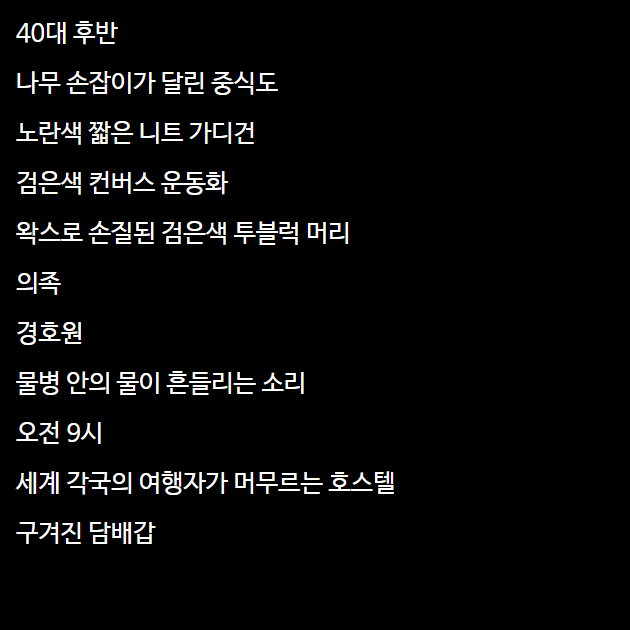 40대 후반
나무 손잡이가 달린 중식도
노란색 짧은 니트 가디건
검은색 컨버스 운동화
왁스로 손질된 검은색 투블럭 머리
의족
경호원
물병 안의 물이 흔들리는 소리
오전 9시
세계 각국의 여행자가 머무르는 호스텔
구겨진 담배갑